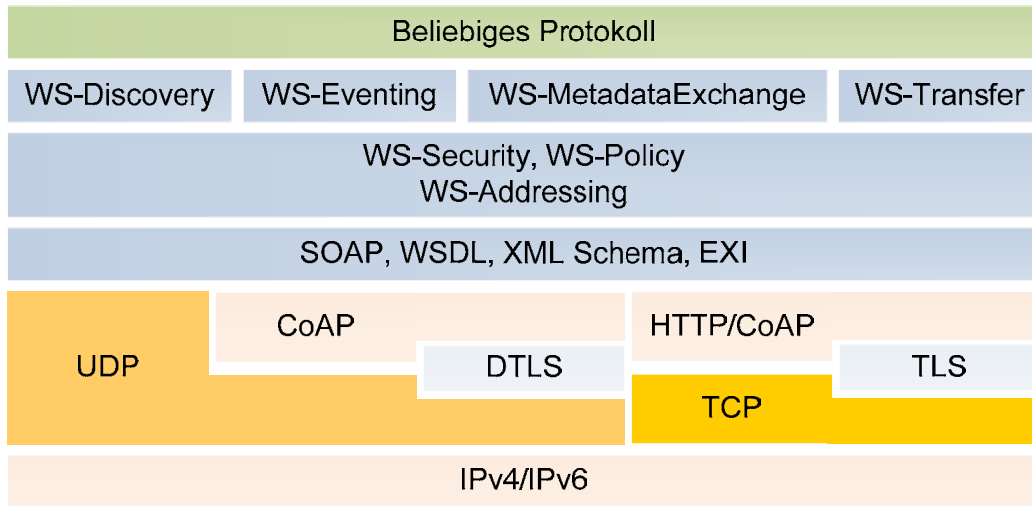 Beliebiges Protokoll
WS-Discovery
WS-Eventing
WS-MetadataExchange
WS-Transfer
WS-Security, WS-Policy
WS-Addressing
SOAP, WSDL, XML Schema, EXI
CoAP
HTTP/CoAP
UDP
DTLS
TLS
TCP
IPv4/IPv6